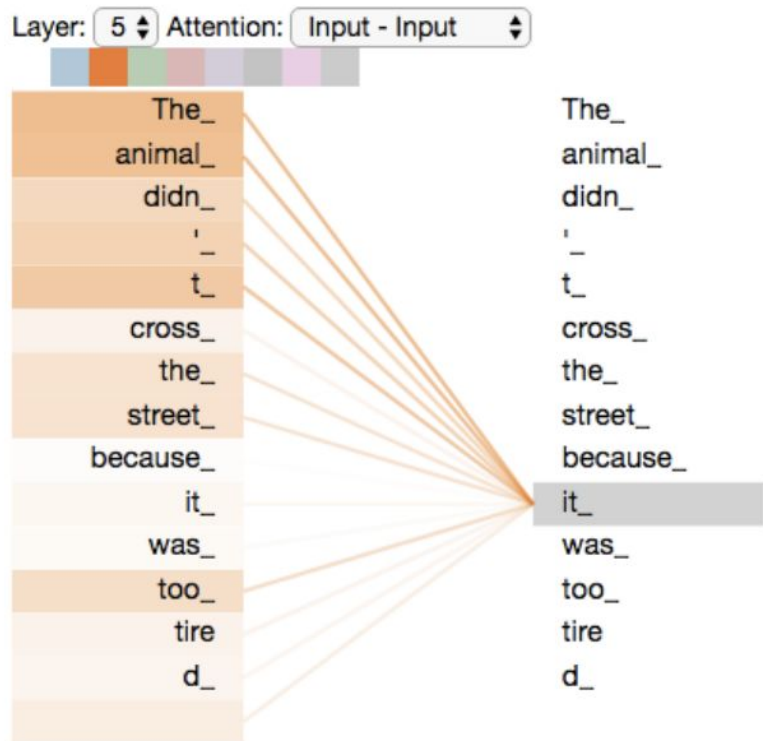 Layer: 5 Attention: Input - Input
The_ The_
animal_ animal_
didn_ didn_
'_ '_
t_ t_
cross_ cross_
the_ the_
street_ street_
because_ because_
it_ it_
was_ was_
too_ too_
tire tire
d_ d_